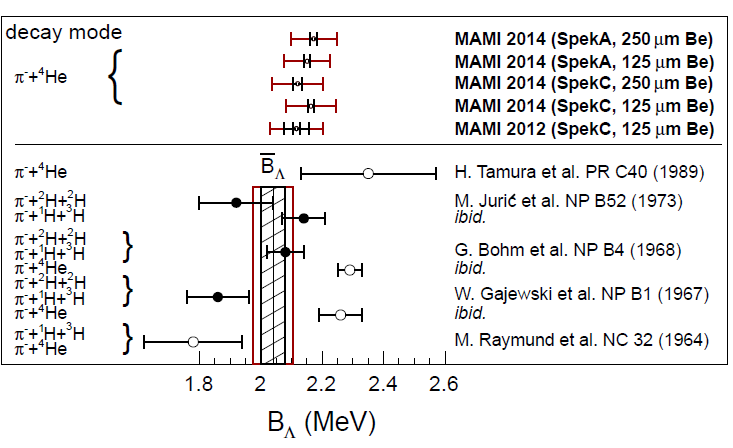 decay mode
π⁻+⁴He {
MAMI 2014 (SpekA, 250 μm Be)
MAMI 2014 (SpekA, 125 μm Be)
MAMI 2014 (SpekC, 250 μm Be)
MAMI 2014 (SpekC, 125 μm Be)
MAMI 2012 (SpekC, 125 μm Be)
B̅_Λ
π⁻+⁴He H. Tamura et al. PR C40 (1989)
π⁻+²H+²H M. Jurić et al. NP B52 (1973)
π⁻+¹H+³H ibid.
π⁻+²H+²H
π⁻+¹H+³H } G. Bohm et al. NP B4 (1968)
π⁻+⁴He ibid.
π⁻+²H+²H
π⁻+¹H+³H } W. Gajewski et al. NP B1 (1967)
π⁻+⁴He ibid.
π⁻+¹H+³H
π⁻+⁴He } M. Raymund et al. NC 32 (1964)
1.8 2 2.2 2.4 2.6
B_Λ (MeV)